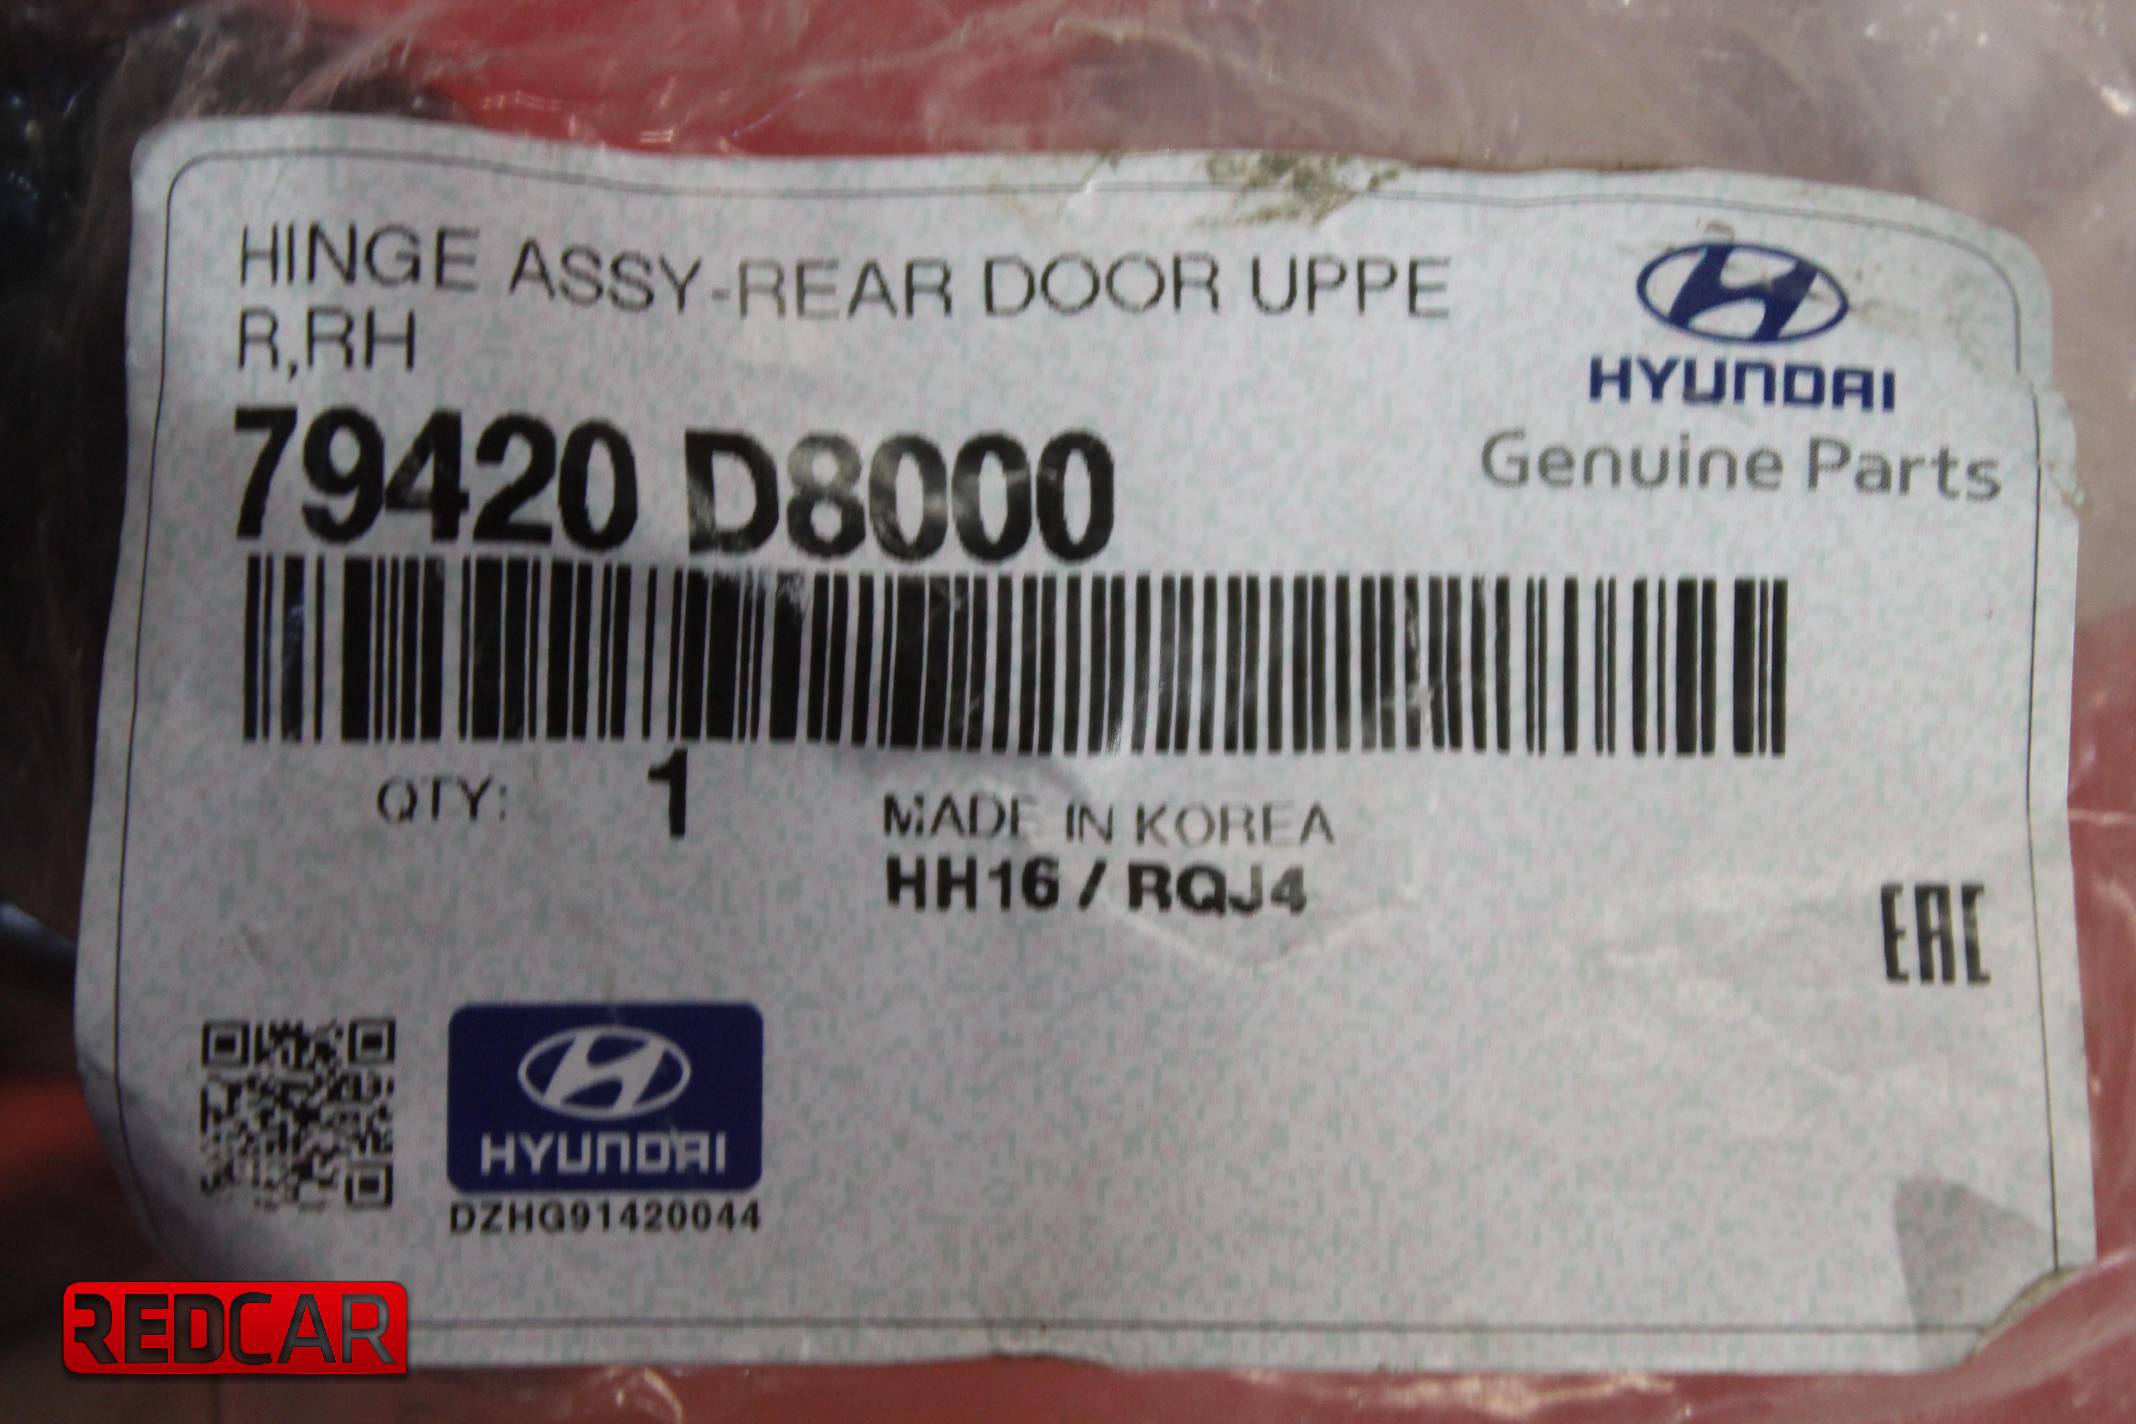 HINGE ASSY-REAR DOOR UPPE
R,RH
HYUNDAI
Genuine Parts
79420 D8000
QTY: 1
MADE IN KOREA
HH16 / RQJ4
EAC
HYUNDAI
DZHG91420044
REDCAR